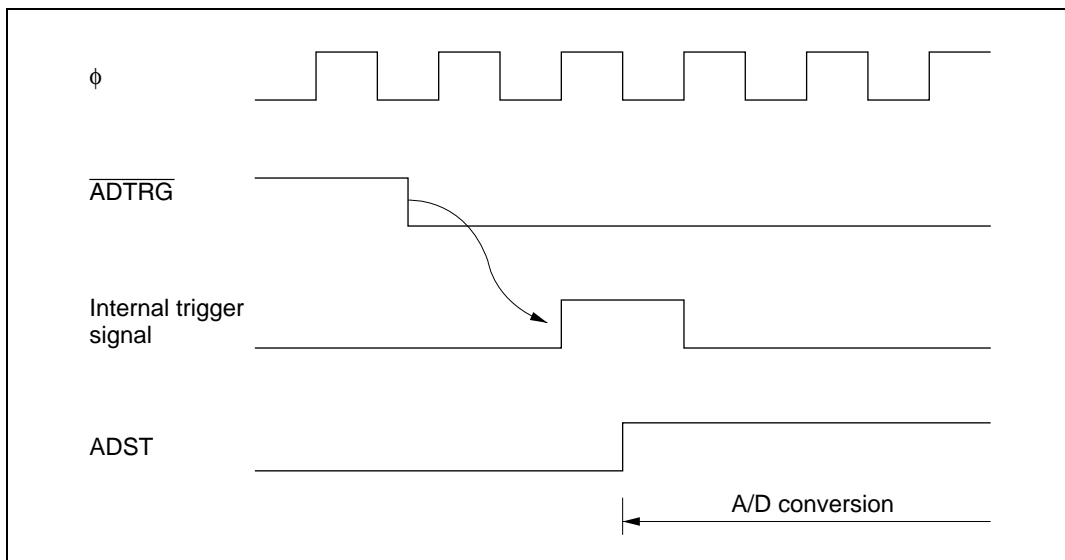 ϕ
ADTRG
Internal trigger
signal
ADST
A/D conversion